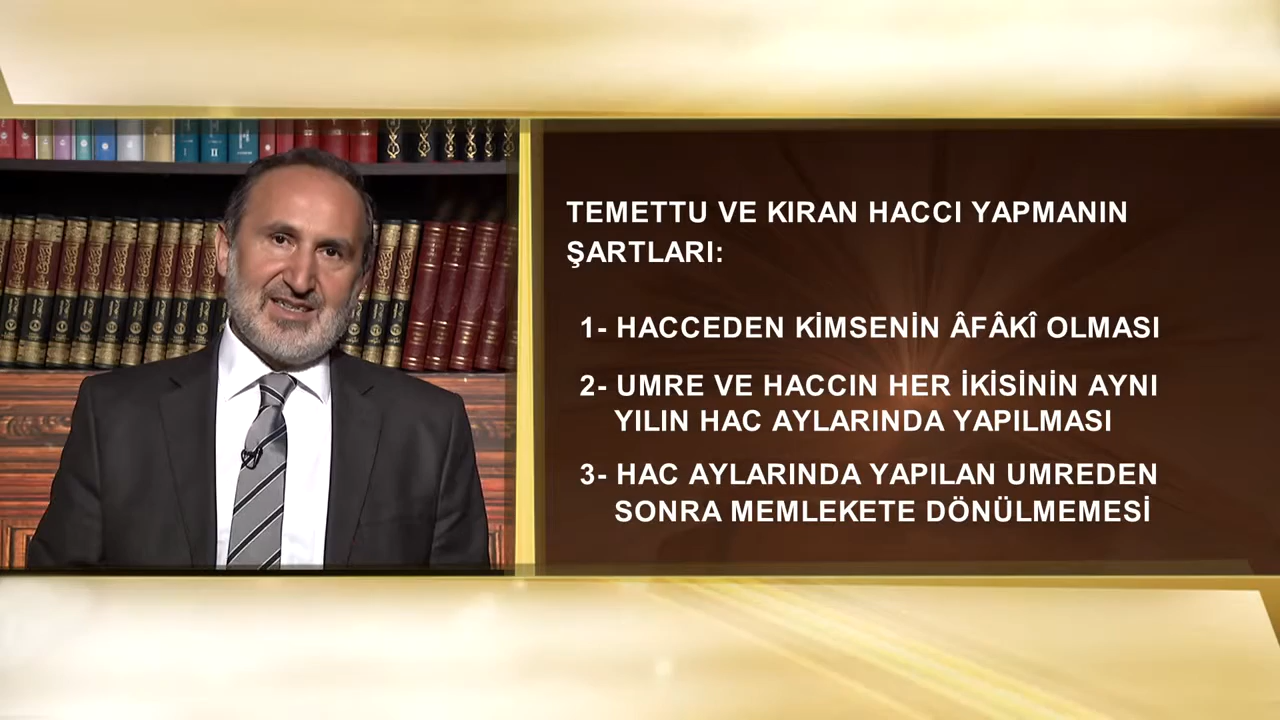 TEMETTU VE KIRAN HACCI YAPMANIN
ŞARTLARI:
1- HACCEDEN KİMSENİN ÂFÂKÎ OLMASI
2- UMRE VE HACCIN HER İKİSİNİN AYNI
YILIN HAC AYLARINDA YAPILMASI
3- HAC AYLARINDA YAPILAN UMREDEN
SONRA MEMLEKETE DÖNÜLMEMESİ
I
II